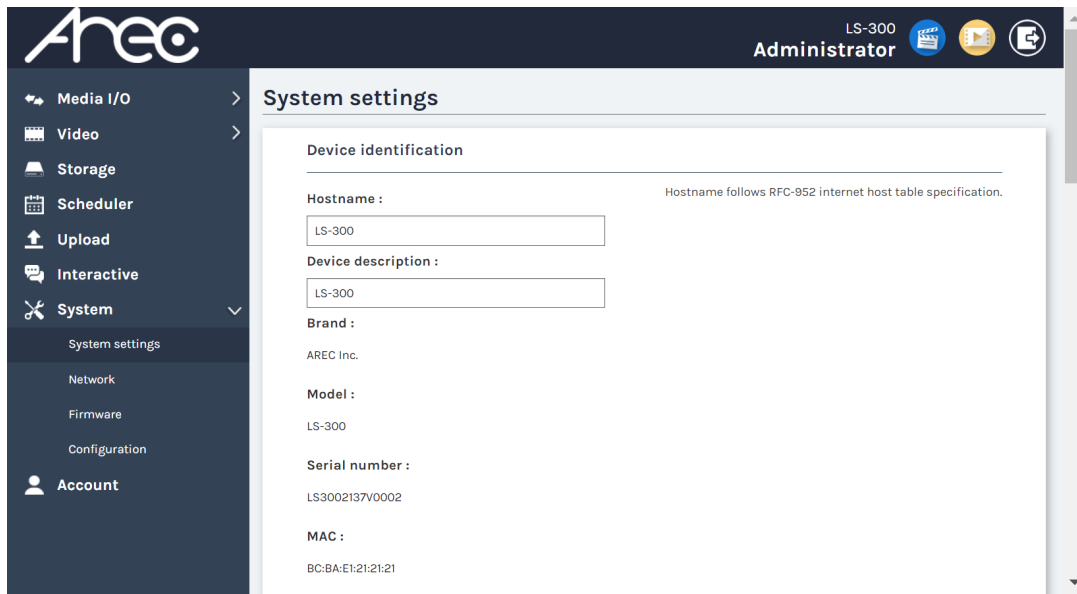 Arec
LS-300
Administrator
Media I/O
Video
Storage
Scheduler
Upload
Interactive
System
System settings
Network
Firmware
Configuration
Account
System settings
Device identification
Hostname :
Hostname follows RFC-952 internet host table specification.
LS-300
Device description :
LS-300
Brand :
AREC Inc.
Model :
LS-300
Serial number :
LS3002137V0002
MAC :
BC:BA:E1:21:21:21